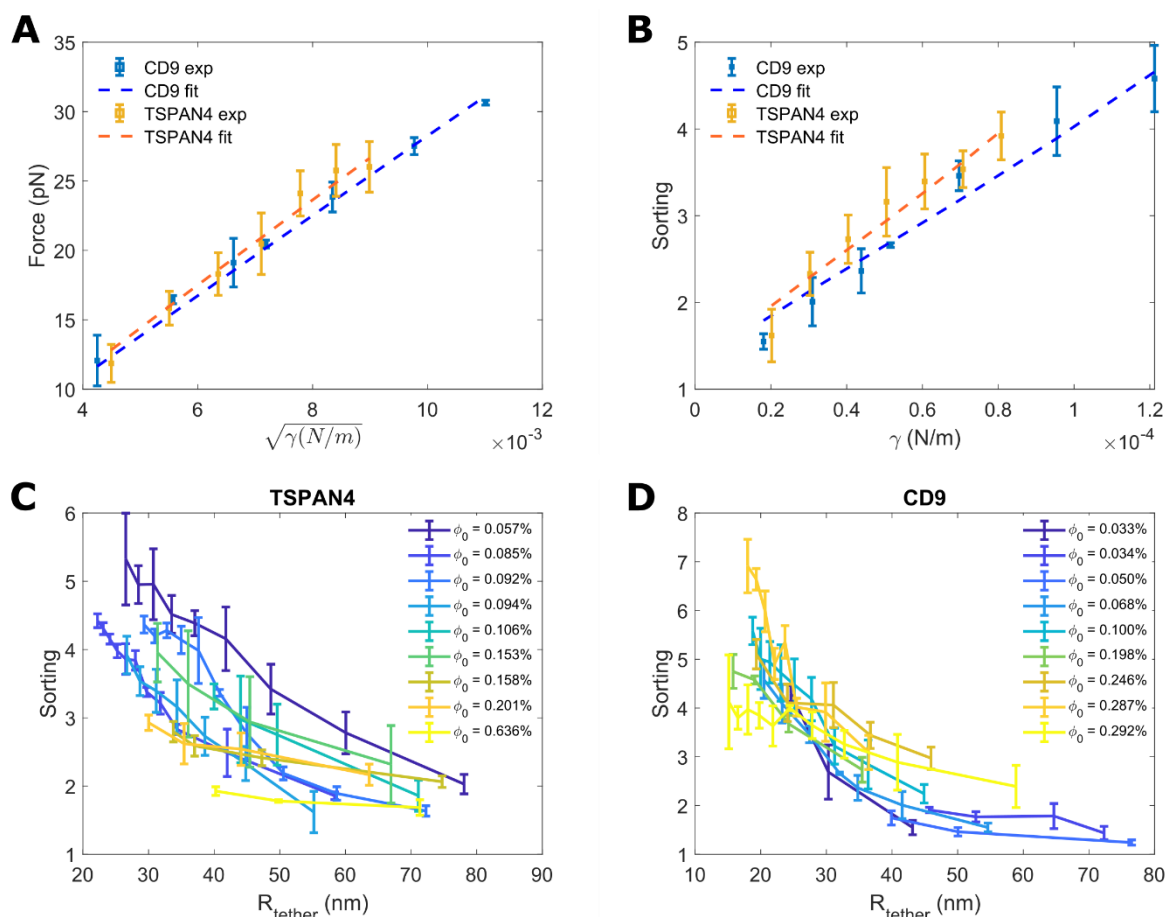 A
35
30
25
20
15
10
Force (pN)
CD9 exp
CD9 fit
TSPAN4 exp
TSPAN4 fit
4 6 8 10 12
√γ(N/m)
×10⁻³
B
5
4
3
2
1
Sorting
CD9 exp
CD9 fit
TSPAN4 exp
TSPAN4 fit
0 0.2 0.4 0.6 0.8 1
γ (N/m)
×10⁻⁴
C
TSPAN4
6
5
4
3
2
1
Sorting
ϕ₀ = 0.057%
ϕ₀ = 0.085%
ϕ₀ = 0.092%
ϕ₀ = 0.094%
ϕ₀ = 0.106%
ϕ₀ = 0.153%
ϕ₀ = 0.158%
ϕ₀ = 0.201%
ϕ₀ = 0.636%
20 30 40 50 60 70 80 90
R_tether (nm)
D
CD9
8
7
6
5
4
3
2
1
Sorting
ϕ₀ = 0.033%
ϕ₀ = 0.034%
ϕ₀ = 0.050%
ϕ₀ = 0.068%
ϕ₀ = 0.100%
ϕ₀ = 0.198%
ϕ₀ = 0.246%
ϕ₀ = 0.287%
ϕ₀ = 0.292%
10 20 30 40 50 60 70 80
R_tether (nm)